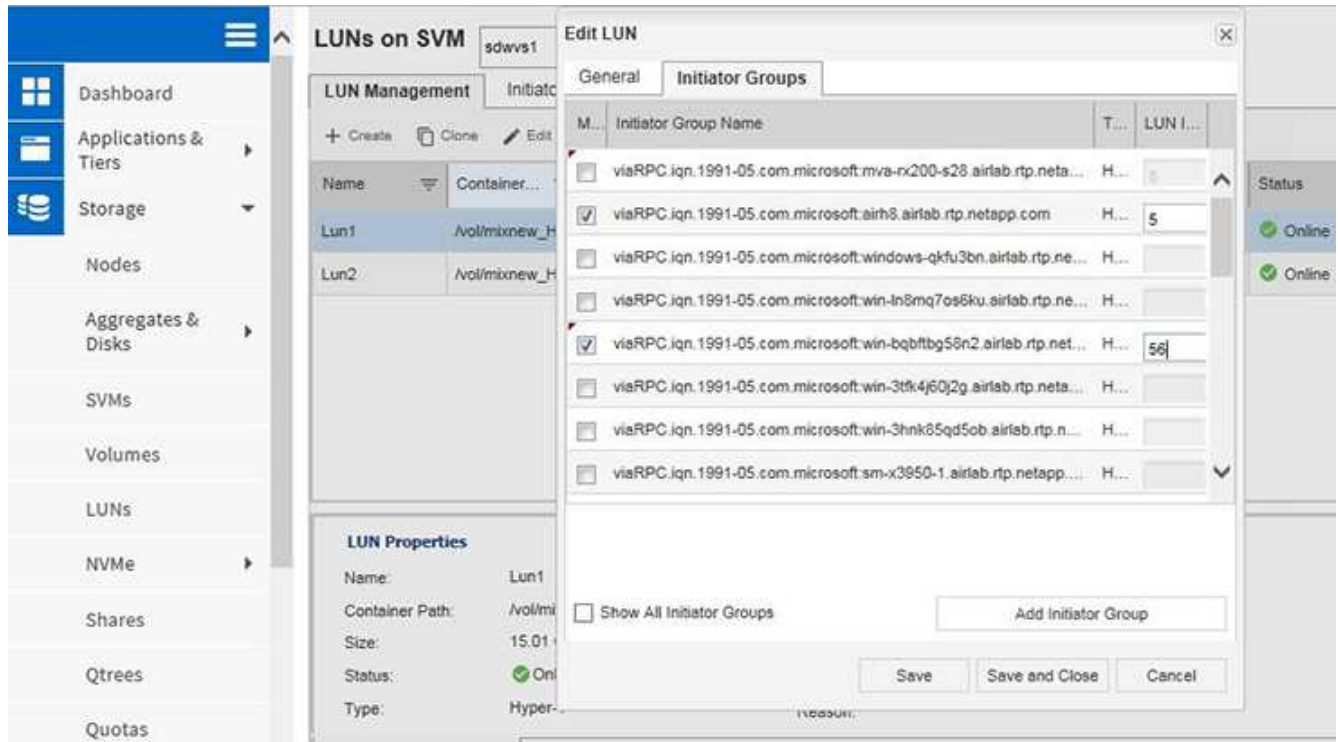 LUNs on SVM sdwvs1
Edit LUN
General Initiator Groups
Dashboard
LUN Management Initiato
M... Initiator Group Name T... LUN I...
Applications &
Tiers
+ Create Clone Edit
viaRPC.iqn.1991-05.com.microsoft:mva-rx200-s28.airlab.rtp.neta... H...
Name Container... Status
Storage
viaRPC.iqn.1991-05.com.microsoft:airh8.airlab.rtp.netapp.com H... 5
Lun1 /vol/mixnew_H Online
Nodes
viaRPC.iqn.1991-05.com.microsoft:windows-qkfu3bn.airlab.rtp.ne... H...
Lun2 /vol/mixnew_H Online
viaRPC.iqn.1991-05.com.microsoft:win-ln8mq7os6ku.airlab.rtp.ne... H...
Aggregates &
Disks
viaRPC.iqn.1991-05.com.microsoft:win-bqbftbg58n2.airlab.rtp.net... H... 56
SVMs
viaRPC.iqn.1991-05.com.microsoft:win-3tfk4j60j2g.airlab.rtp.neta... H...
Volumes
viaRPC.iqn.1991-05.com.microsoft:win-3hnk85qd5ob.airlab.rtp.n... H...
viaRPC.iqn.1991-05.com.microsoft:sm-x3950-1.airlab.rtp.netapp.... H...
LUNs
LUN Properties
NVMe
Name: Lun1
Shares
Container Path: /vol/mi
Show All Initiator Groups Add Initiator Group
Size: 15.01
Qtrees
Status: Onl
Save Save and Close Cancel
Type: Hyper-
Reason:
Quotas